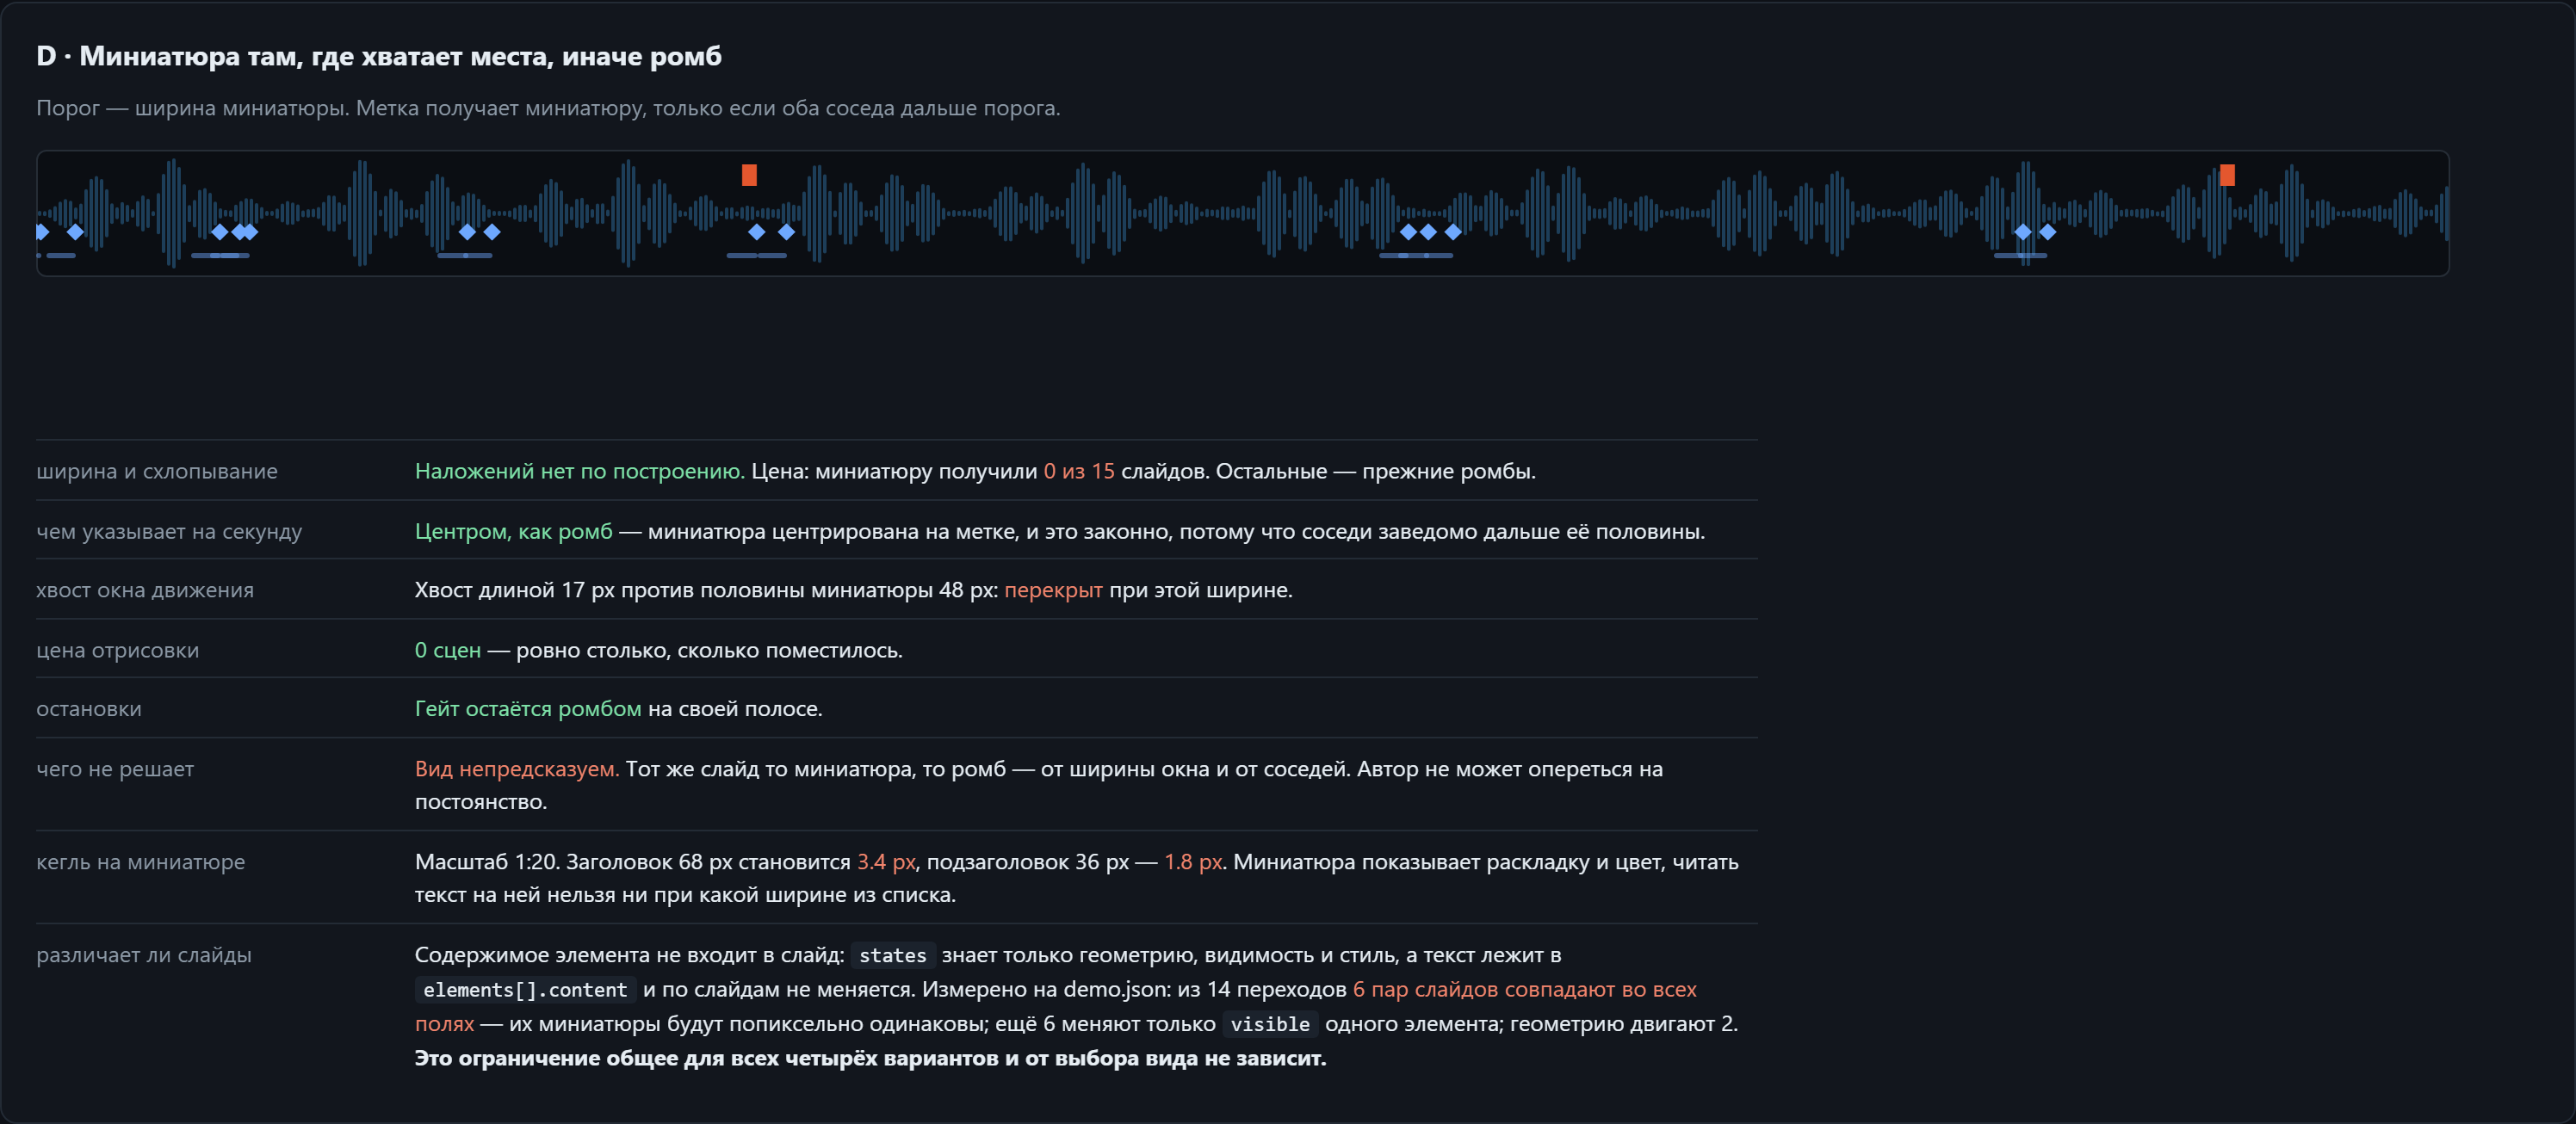 D · Миниатюра там, где хватает места, иначе ромб
Порог — ширина миниатюры. Метка получает миниатюру, только если оба соседа дальше порога.
ширина и схлопывание
Наложений нет по построению. Цена: миниатюру получили 0 из 15 слайдов. Остальные — прежние ромбы.
чем указывает на секунду
Центром, как ромб — миниатюра центрирована на метке, и это законно, потому что соседи заведомо дальше её половины.
хвост окна движения
Хвост длиной 17 px против половины миниатюры 48 px: перекрыт при этой ширине.
цена отрисовки
0 сцен — ровно столько, сколько поместилось.
остановки
Гейт остаётся ромбом на своей полосе.
чего не решает
Вид непредсказуем. Тот же слайд то миниатюра, то ромб — от ширины окна и от соседей. Автор не может опереться на
постоянство.
кегль на миниатюре
Масштаб 1:20. Заголовок 68 px становится 3.4 px, подзаголовок 36 px — 1.8 px. Миниатюра показывает раскладку и цвет, читать
текст на ней нельзя ни при какой ширине из списка.
различает ли слайды
Содержимое элемента не входит в слайд: states знает только геометрию, видимость и стиль, а текст лежит в
elements[].content и по слайдам не меняется. Измерено на demo.json: из 14 переходов 6 пар слайдов совпадают во всех
полях — их миниатюры будут попиксельно одинаковы; ещё 6 меняют только visible одного элемента; геометрию двигают 2.
Это ограничение общее для всех четырёх вариантов и от выбора вида не зависит.